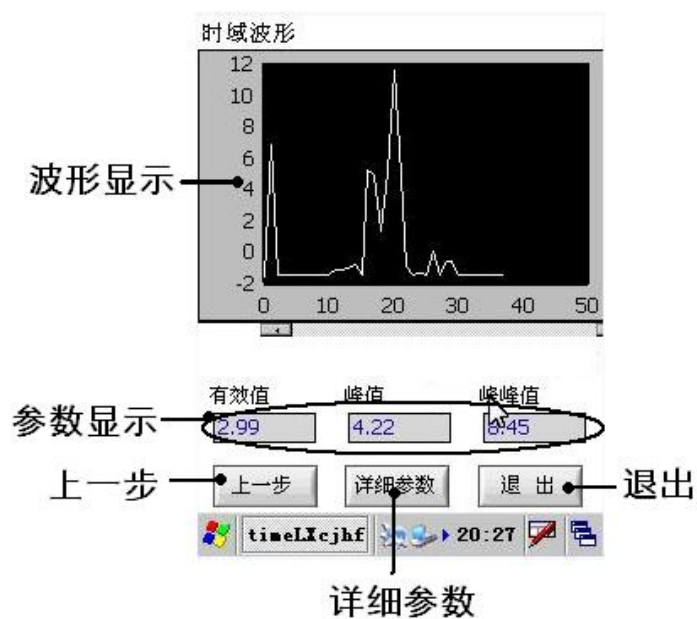 时域波形
12
10
8
6
波形显示
4
2
0
-2
0 10 20 30 40 50
有效值 峰值 峰峰值
参数显示
2.99 4.22 8.45
上一步 上一步 详细参数 退 出 退出
timeLXcjhf 20:27
详细参数